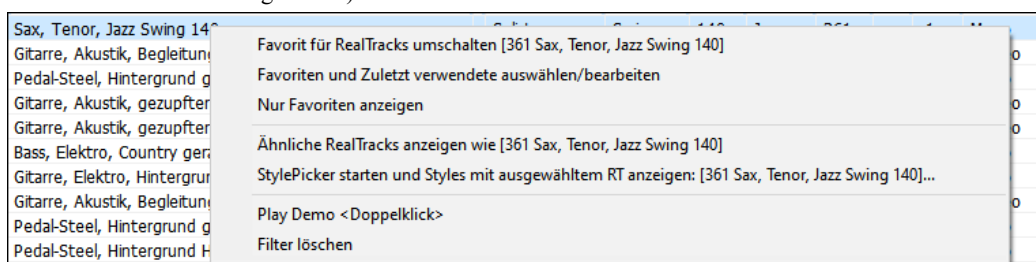 Sax, Tenor, Jazz Swing 14
Favorit für RealTracks umschalten [361 Sax, Tenor, Jazz Swing 140]
Gitarre, Akustik, Begleitung
Favoriten und Zuletzt verwendete auswählen/bearbeiten
Pedal-Steel, Hintergrund g
Nur Favoriten anzeigen
Gitarre, Akustik, gezupfter
Gitarre, Akustik, gezupfter
Ähnliche RealTracks anzeigen wie [361 Sax, Tenor, Jazz Swing 140]
Bass, Elektro, Country gera
StylePicker starten und Styles mit ausgewähltem RT anzeigen: [361 Sax, Tenor, Jazz Swing 140]...
Gitarre, Elektro, Hintergrun
Gitarre, Akustik, Begleitung
Play Demo <Doppelklick>
Pedal-Steel, Hintergrund g
Filter löschen
Pedal-Steel, Hintergrund H